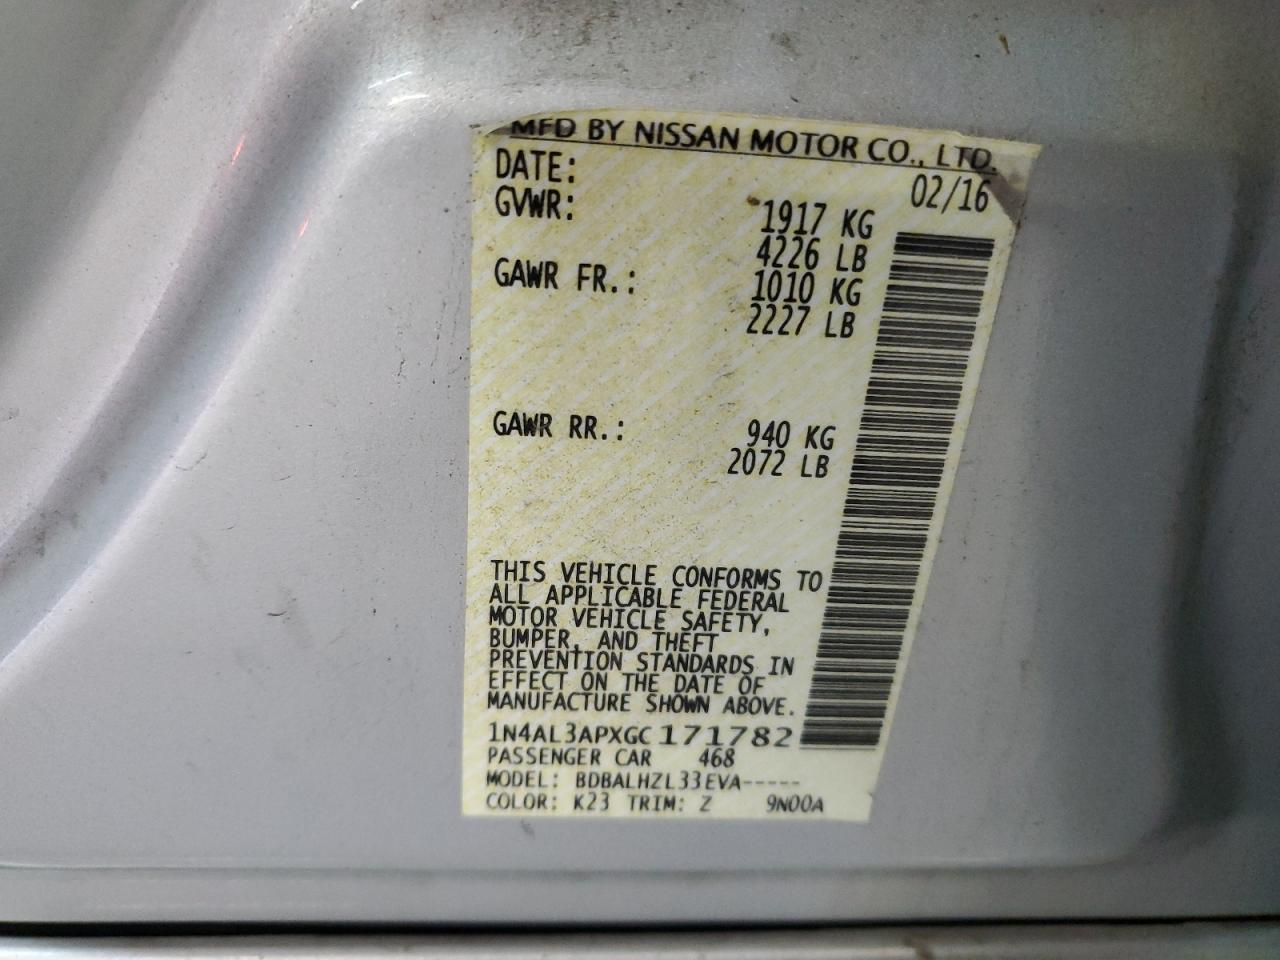 MFD BY NISSAN MOTOR CO., LTD.
DATE: 02/16
GVWR: 1917 KG
4226 LB
GAWR FR.: 1010 KG
2227 LB
GAWR RR.: 940 KG
2072 LB
THIS VEHICLE CONFORMS TO
ALL APPLICABLE FEDERAL
MOTOR VEHICLE SAFETY,
BUMPER, AND THEFT
PREVENTION STANDARDS IN
EFFECT ON THE DATE OF
MANUFACTURE SHOWN ABOVE.
1N4AL3APXGC171782
PASSENGER CAR 468
MODEL: BDBALHZL33EVA-----
COLOR: K23 TRIM: Z 9N00A